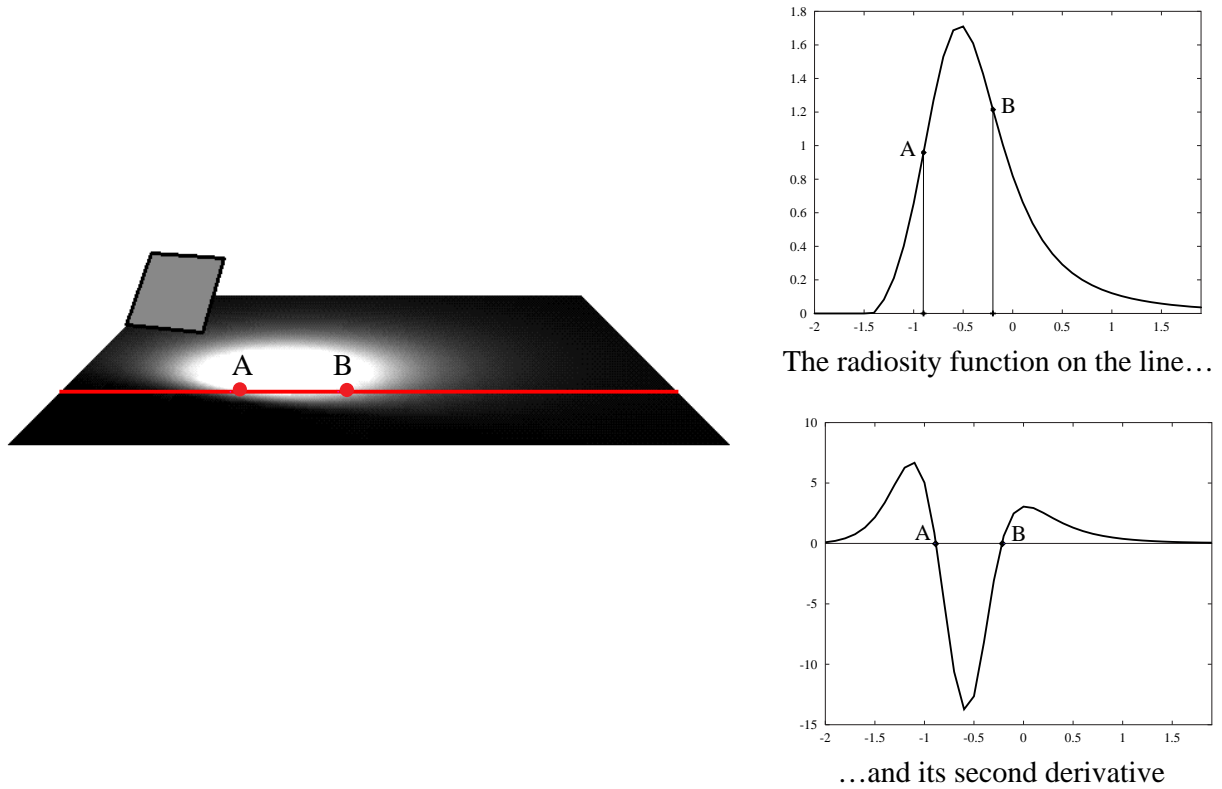 A B
1.8
1.6
1.4
1.2
1
0.8
0.6
0.4
0.2
0
A
B
-2 -1.5 -1 -0.5 0 0.5 1 1.5
The radiosity function on the line…
10
5
0
-5
-10
-15
A B
-2 -1.5 -1 -0.5 0 0.5 1 1.5
…and its second derivative